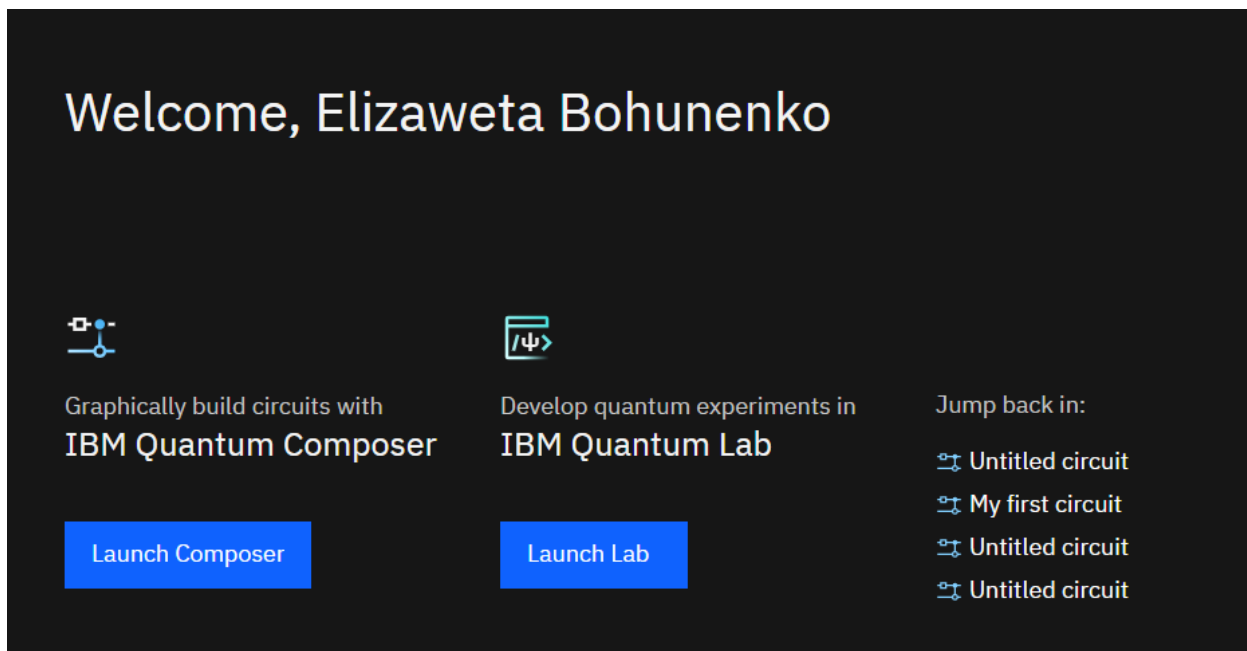 Welcome, Elizaweta Bohunenko
Graphically build circuits with
IBM Quantum Composer
Launch Composer
/ψ>
Develop quantum experiments in
IBM Quantum Lab
Launch Lab
Jump back in:
Untitled circuit
My first circuit
Untitled circuit
Untitled circuit